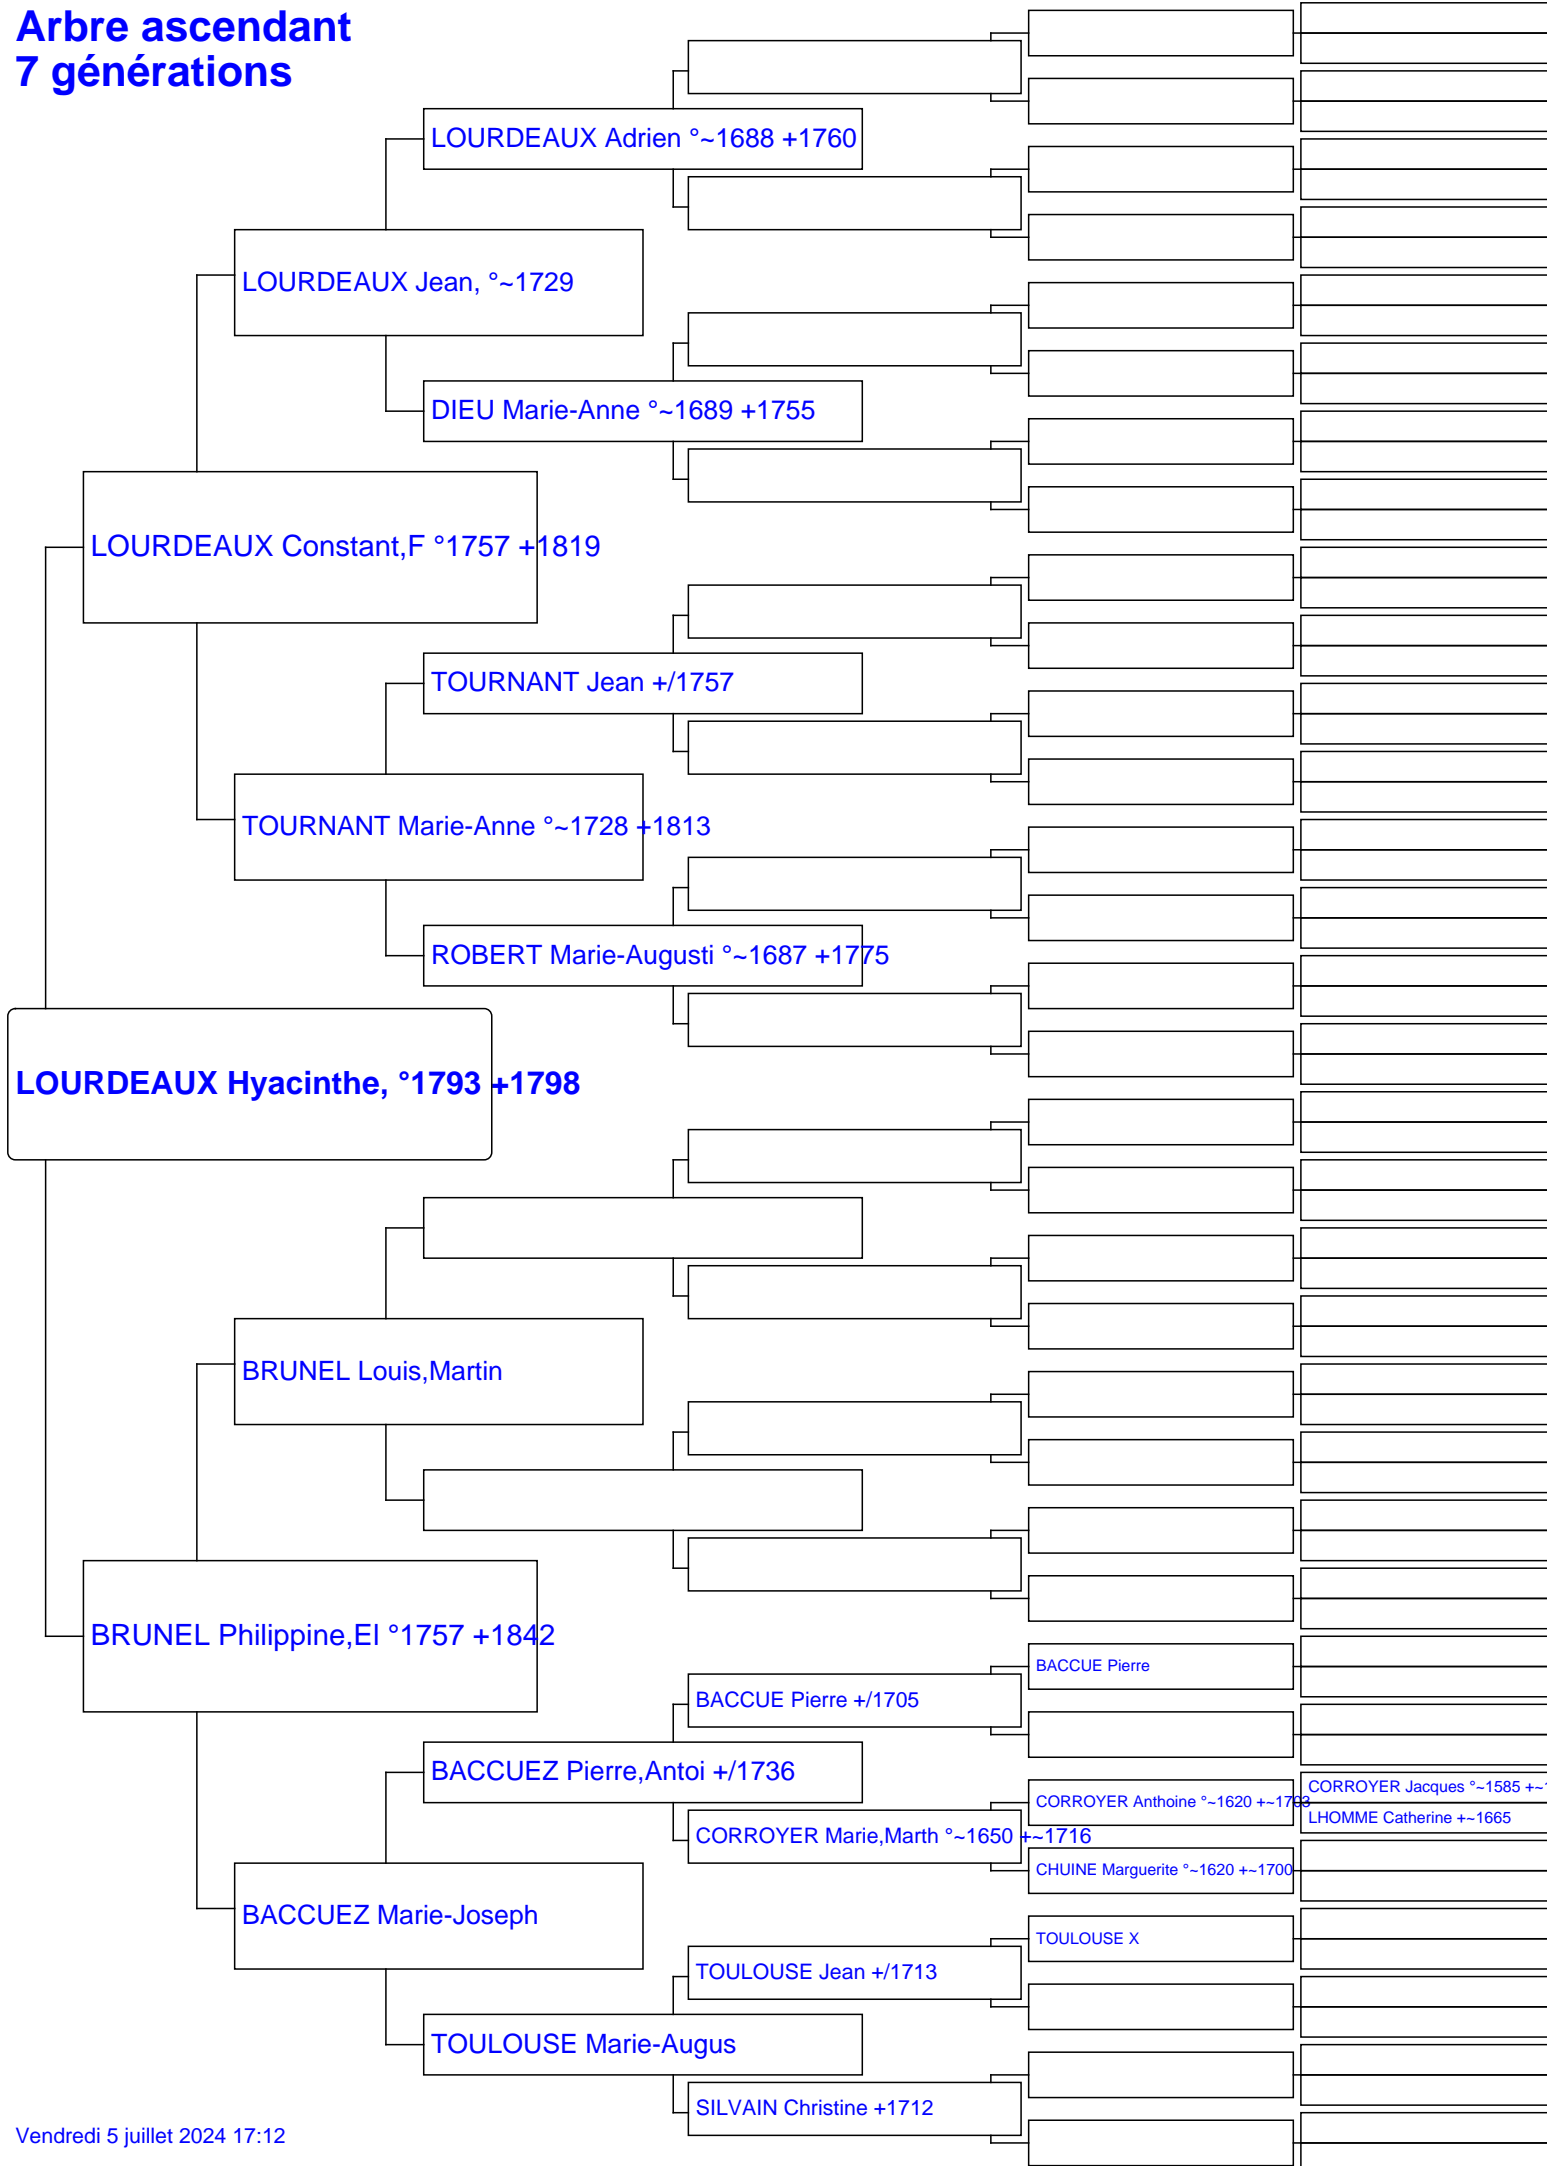 Arbre ascendant
7 générations
LOURDEAUX Adrien °~1688 +1760
LOURDEAUX Jean, °~1729
DIEU Marie-Anne °~1689 +1755
LOURDEAUX Constant,F °1757 +1819
TOURNANT Jean +/1757
TOURNANT Marie-Anne °~1728 +1813
ROBERT Marie-Augusti °~1687 +1775
LOURDEAUX Hyacinthe, °1793 +1798
BRUNEL Louis,Martin
BRUNEL Philippine,El °1757 +1842
BACCUE Pierre
BACCUE Pierre +/1705
BACCUEZ Pierre,Antoi +/1736
CORROYER Jacques °~1585 +~1
CORROYER Anthoine °~1620 +~1703
LHOMME Catherine +~1665
CORROYER Marie,Marth °~1650 +~1716
CHUINE Marguerite °~1620 +~1700
BACCUEZ Marie-Joseph
TOULOUSE X
TOULOUSE Jean +/1713
TOULOUSE Marie-Augus
SILVAIN Christine +1712
Vendredi 5 juillet 2024 17:12